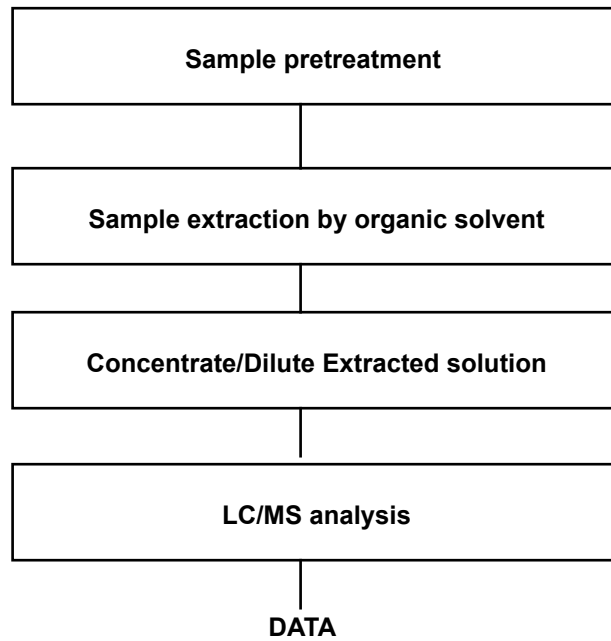 Sample pretreatment
Sample extraction by organic solvent
Concentrate/Dilute Extracted solution
LC/MS analysis
DATA